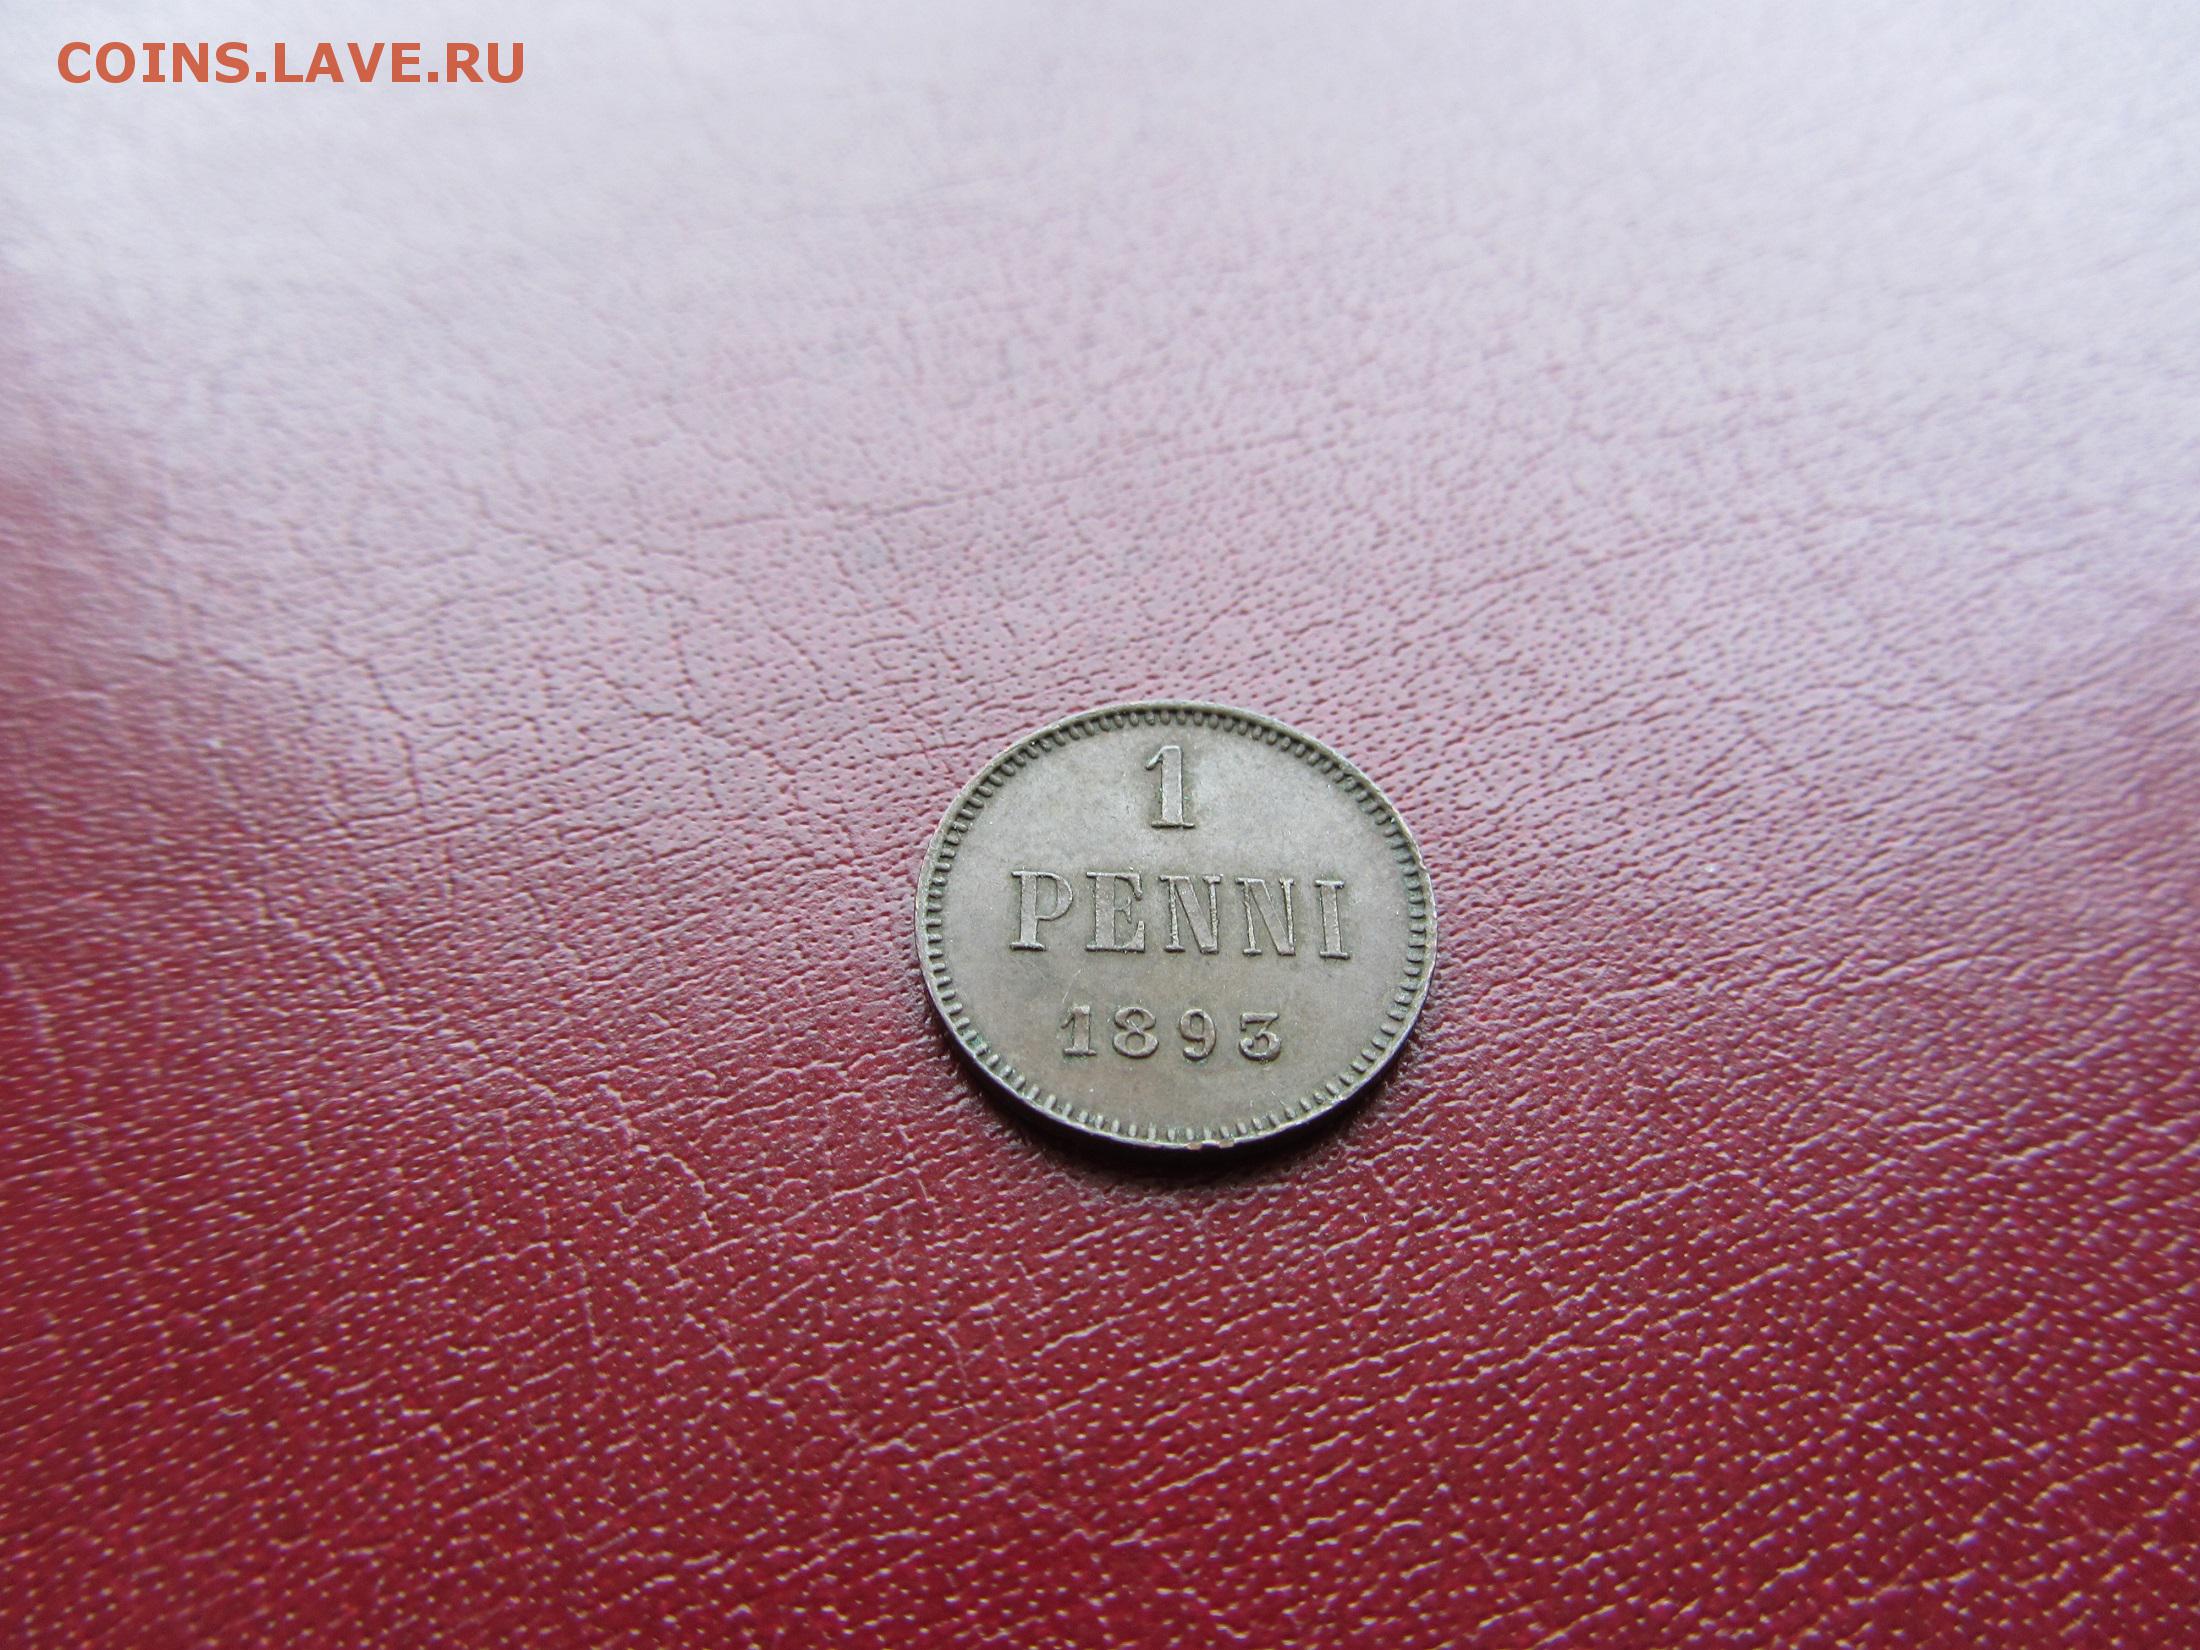 COINS.LAVE.RU
1
PENNI
1893